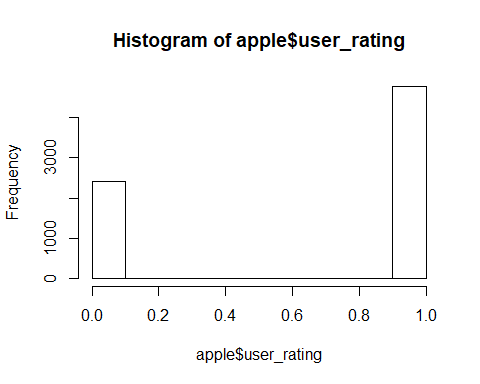 Histogram of apple$user_rating
Frequency
3000
1000
0
0.0 0.2 0.4 0.6 0.8 1.0
apple$user_rating